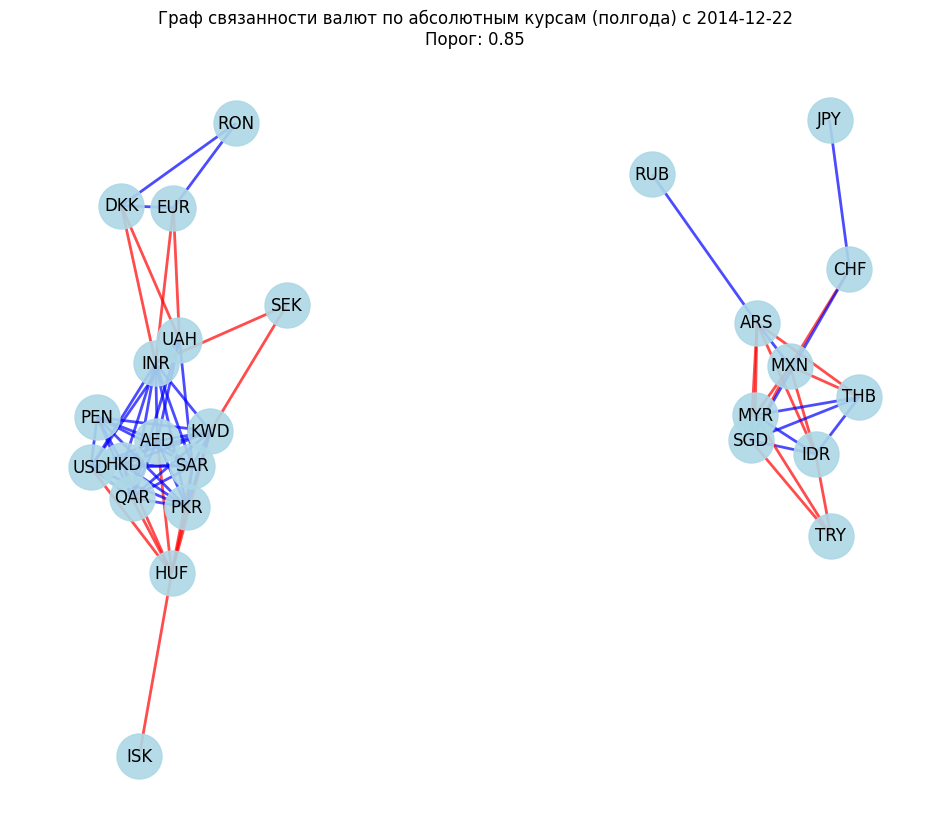 Граф связанности валют по абсолютным курсам (полгода) с 2014-12-22
Порог: 0.85
RON
JPY
RUB
DKK
EUR
CHF
SEK
ARS
UAH
INR
MXN
THB
PEN
MYR
KWD
AED
SGD
IDR
USD
HKD
SAR
QAR
PKR
TRY
HUF
ISK